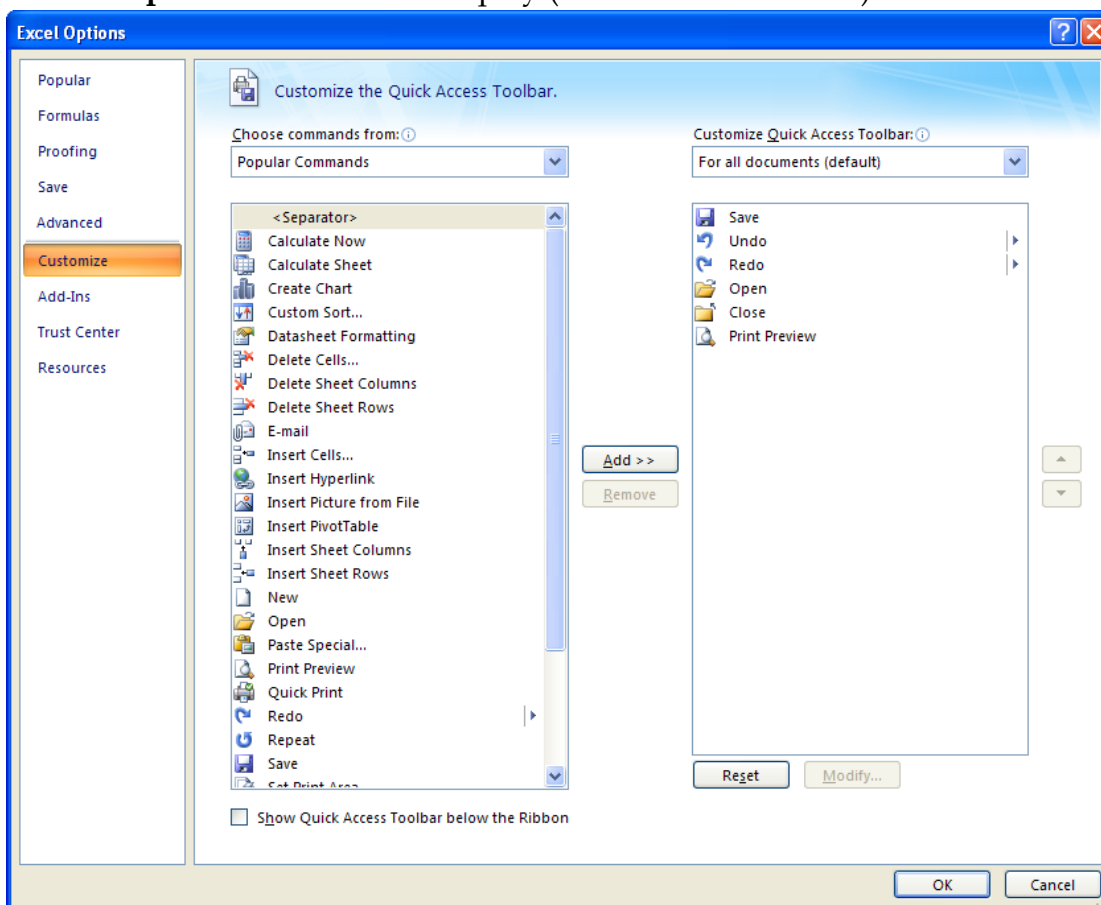 Excel Options
Popular
Formulas
Proofing
Save
Advanced
Customize
Add-Ins
Trust Center
Resources
Customize the Quick Access Toolbar.
Choose commands from:
Popular Commands
<Separator>
Calculate Now
Calculate Sheet
Create Chart
Custom Sort...
Datasheet Formatting
Delete Cells...
Delete Sheet Columns
Delete Sheet Rows
E-mail
Insert Cells...
Insert Hyperlink
Insert Picture from File
Insert PivotTable
Insert Sheet Columns
Insert Sheet Rows
New
Open
Paste Special...
Print Preview
Quick Print
Redo
Repeat
Save
Set Print Area
Show Quick Access Toolbar below the Ribbon
Add >>
Remove
Customize Quick Access Toolbar:
For all documents (default)
Save
Undo
Redo
Open
Close
Print Preview
Reset
Modify...
OK
Cancel